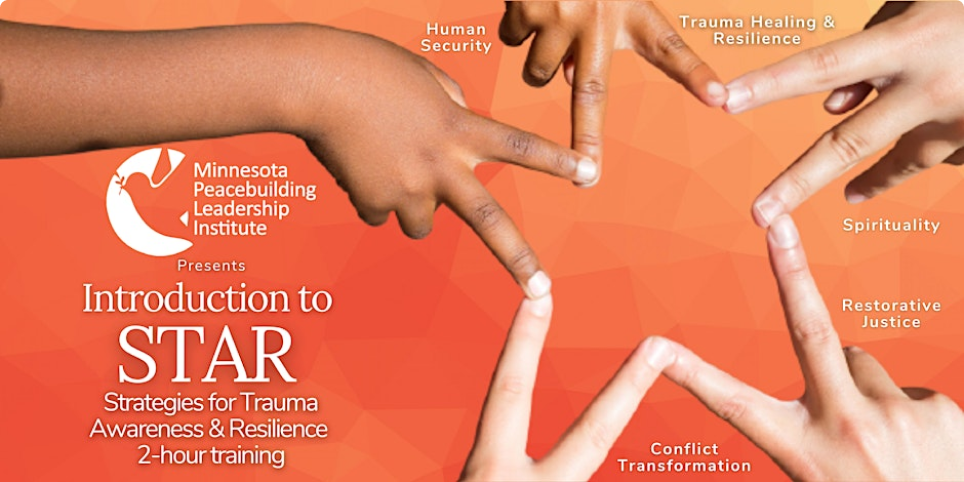 Human
Security
Trauma Healing &
Resilience
Minnesota
Peacebuilding
Leadership
Institute
Presents
Introduction to
STAR
Strategies for Trauma
Awareness & Resilience
2-hour training
Spirituality
Restorative
Justice
Conflict
Transformation